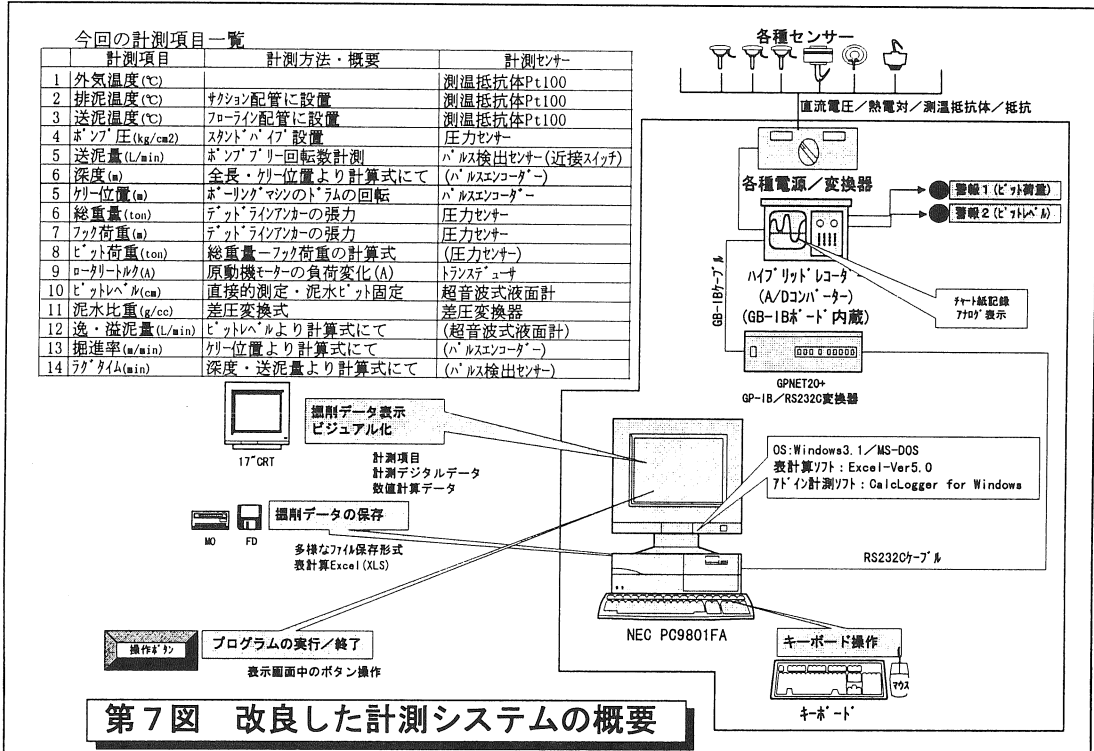 今回の計測項目一覧
計測項目 計測方法・概要 計測センサー
1 外気温度(℃) 測温抵抗体Pt100
2 排泥温度(℃) サクション配管に設置 測温抵抗体Pt100
3 送泥温度(℃) フローライン配管に設置 測温抵抗体Pt100
4 ポンプ圧(kg/cm2) スタンドパイプ設置 圧力センサー
5 送泥量(L/min) ポンププリー回転数計測 パルス検出センサー(近接スイッチ)
6 深度(m) 全長・ケリー位置より計算式にて (パルスエンコーダー)
5 ケリー位置(m) ボーリングマシンのドラムの回転 パルスエンコーダー
6 総重量(ton) デッドラインアンカーの張力 圧力センサー
7 フック荷重(m) デッドラインアンカーの張力 圧力センサー
8 ビット荷重(ton) 総重量－フック荷重の計算式 (圧力センサー)
9 ロータリートルク(A) 原動機モーターの負荷変化(A) トランスデューサ
10 ピットレベル(cm) 直接的測定・泥水ピット固定 超音波式液面計
11 泥水比重(g/cc) 差圧変換式 差圧変換器
12 逸・溢泥量(L/min) ピットレベルより計算式にて (超音波式液面計)
13 掘進率(m/min) ケリー位置より計算式にて (パルスエンコーダー)
14 ラグタイム(min) 深度・送泥量より計算式にて (パルス検出センサー)
各種センサー
直流電圧／熱電対／測温抵抗体／抵抗
各種電源／変換器
警報1（ビット荷重）
警報2（ピットレベル）
GB-IBケーブル
ハイブリッドレコーダー
(A/Dコンバーター)
(GB-IBボード内蔵)
チャート紙記録
アナログ表示
GPNET20+
GP-IB／RS232C変換器
17"CRT
掘削データ表示
ビジュアル化
計測項目
計測デジタルデータ
数値計算データ
OS:Windows3.1／MS-DOS
表計算ソフト：Excel-Ver5.0
アドイン計測ソフト：CalcLogger for Windows
MO FD
掘削データの保存
多様なファイル保存形式
表計算Excel(XLS)
RS232Cケーブル
NEC PC9801FA
操作ボタン
プログラムの実行／終了
表示画面中のボタン操作
キーボード操作
マウス
キーボード
第7図 改良した計測システムの概要